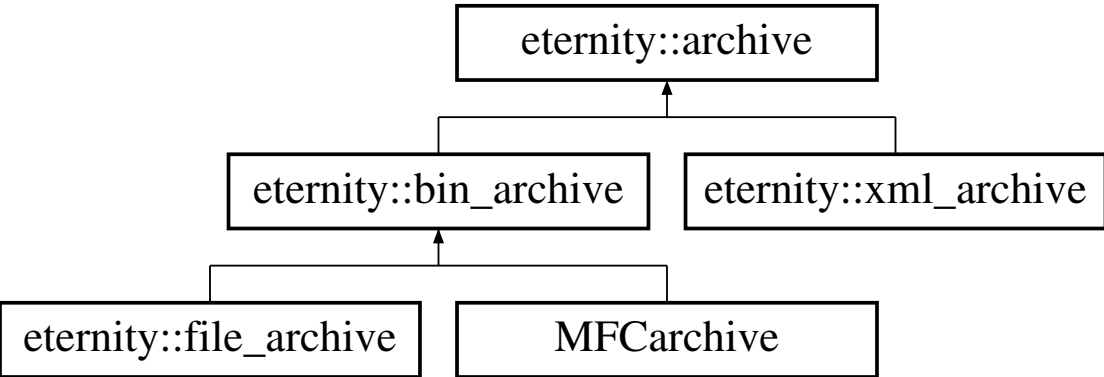 eternity::archive
eternity::bin_archive
eternity::xml_archive
eternity::file_archive
MFCarchive